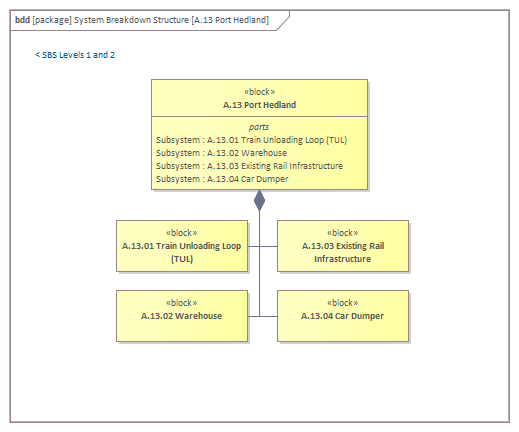 bdd [package] System Breakdown Structure [A.13 Port Hedland]
< SBS Levels 1 and 2
«block»
A.13 Port Hedland
parts
Subsystem : A.13.01 Train Unloading Loop (TUL)
Subsystem : A.13.02 Warehouse
Subsystem : A.13.03 Existing Rail Infrastructure
Subsystem : A.13.04 Car Dumper
«block»
A.13.01 Train Unloading Loop
(TUL)
«block»
A.13.03 Existing Rail
Infrastructure
«block»
A.13.02 Warehouse
«block»
A.13.04 Car Dumper